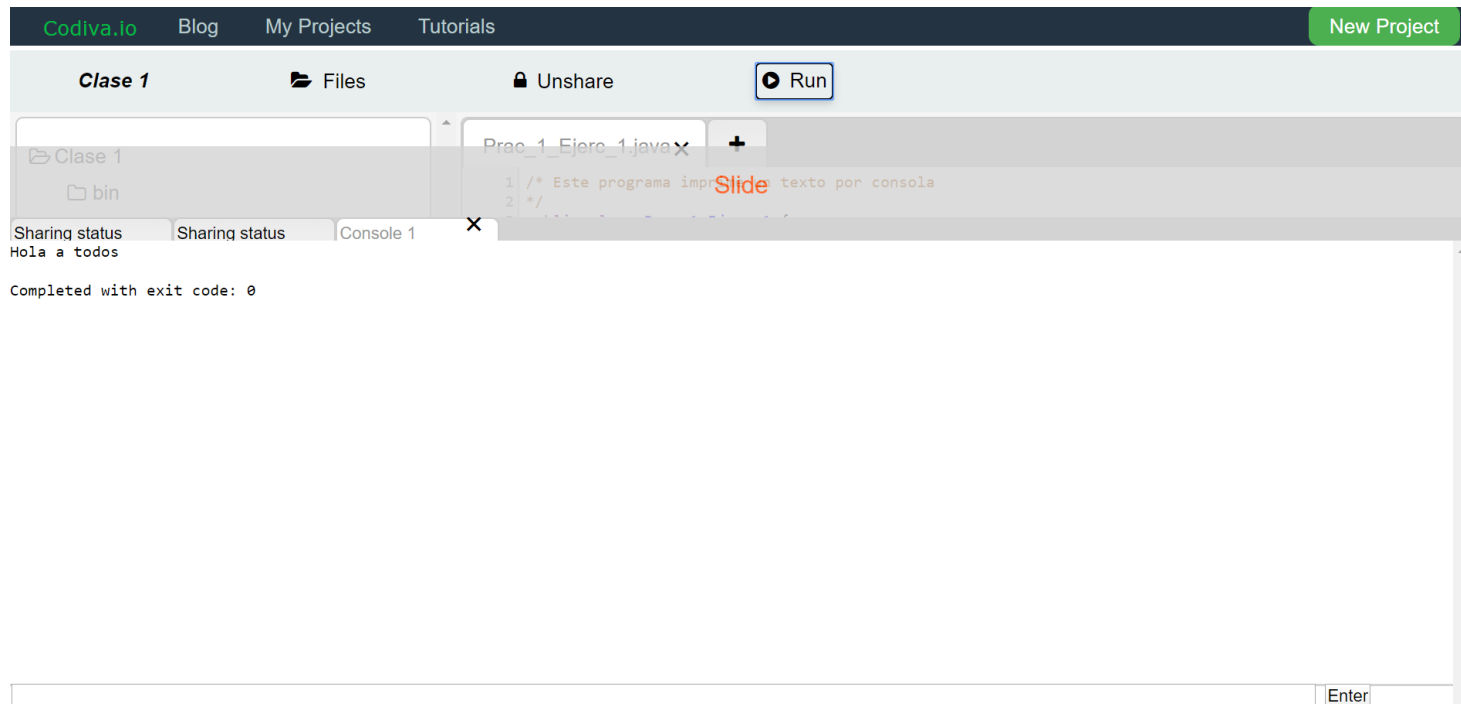 Codiva.io Blog My Projects Tutorials New Project
Clase 1 Files Unshare Run
Prac_1_Ejerc_1.java
Clase 1
bin
1 /* Este programa imprime un texto por consola
Slide
2 */
Sharing status Sharing status Console 1
Hola a todos
Completed with exit code: 0
Enter